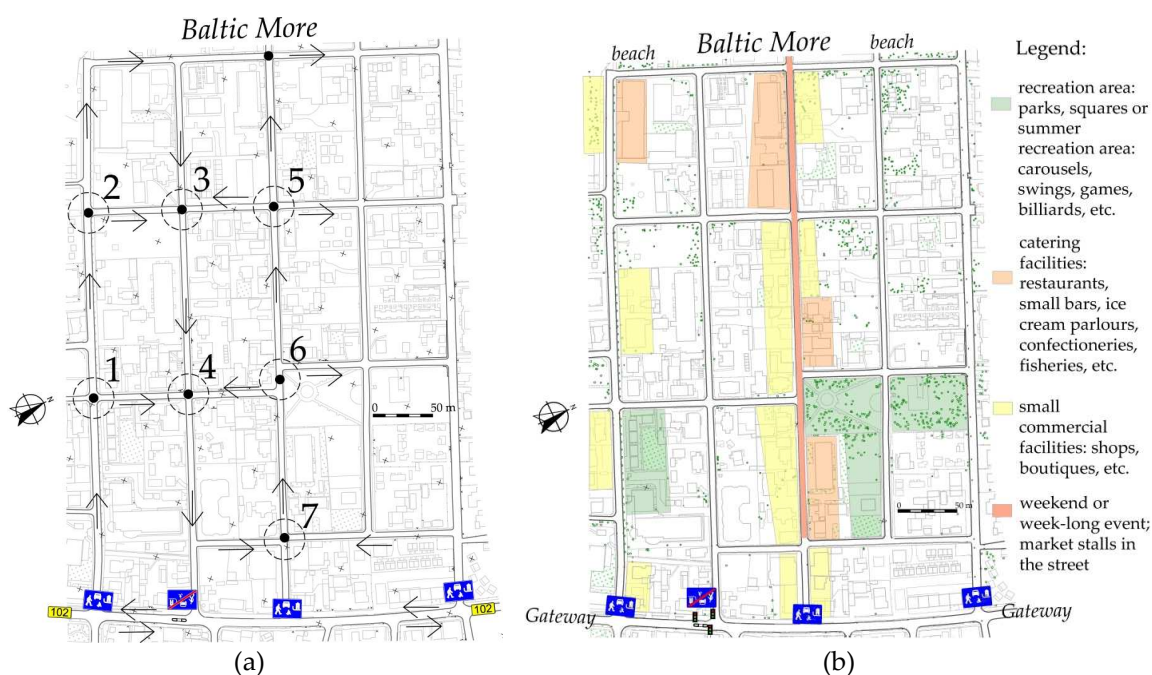 Baltic More
2
3
5
1
4
6
N
0 50 m
7
102
102
(a)
beach
Baltic More
beach
N
0 50 m
Gateway
Gateway
(b)
Legend:
recreation area:
parks, squares or
summer
recreation area:
carousels,
swings, games,
billiards, etc.
catering
facilities:
restaurants,
small bars, ice
cream parlours,
confectioneries,
fisheries, etc.
small
commercial
facilities: shops,
boutiques, etc.
weekend or
week-long event;
market stalls in
the street